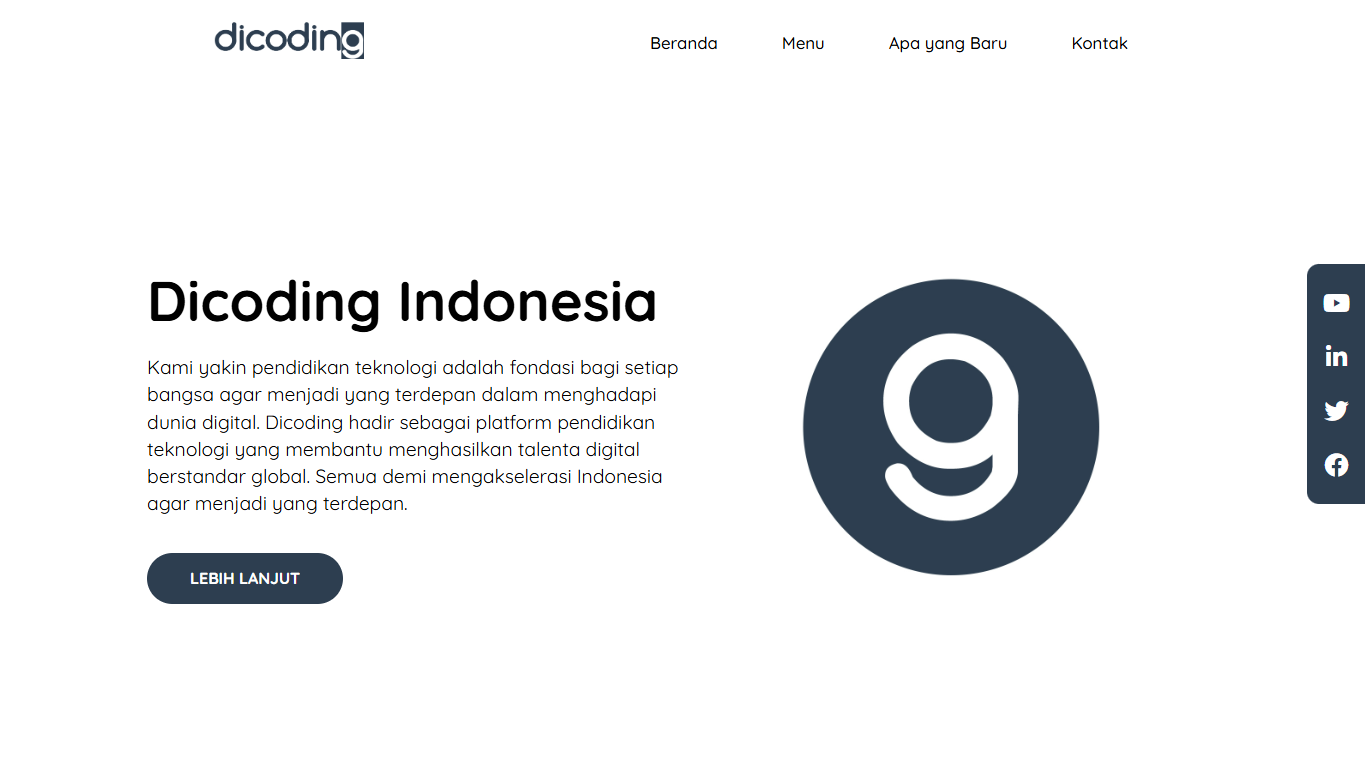 dicoding
Beranda
Menu
Apa yang Baru
Kontak
Dicoding Indonesia
Kami yakin pendidikan teknologi adalah fondasi bagi setiap
bangsa agar menjadi yang terdepan dalam menghadapi
dunia digital. Dicoding hadir sebagai platform pendidikan
teknologi yang membantu menghasilkan talenta digital
berstandar global. Semua demi mengakselerasi Indonesia
agar menjadi yang terdepan.
LEBIH LANJUT
g
in